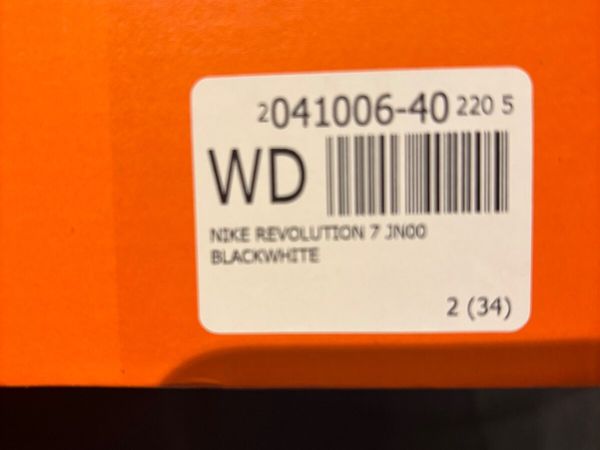 2041006-40 220 5
WD
NIKE REVOLUTION 7 JN00
BLACKWHITE
2 (34)